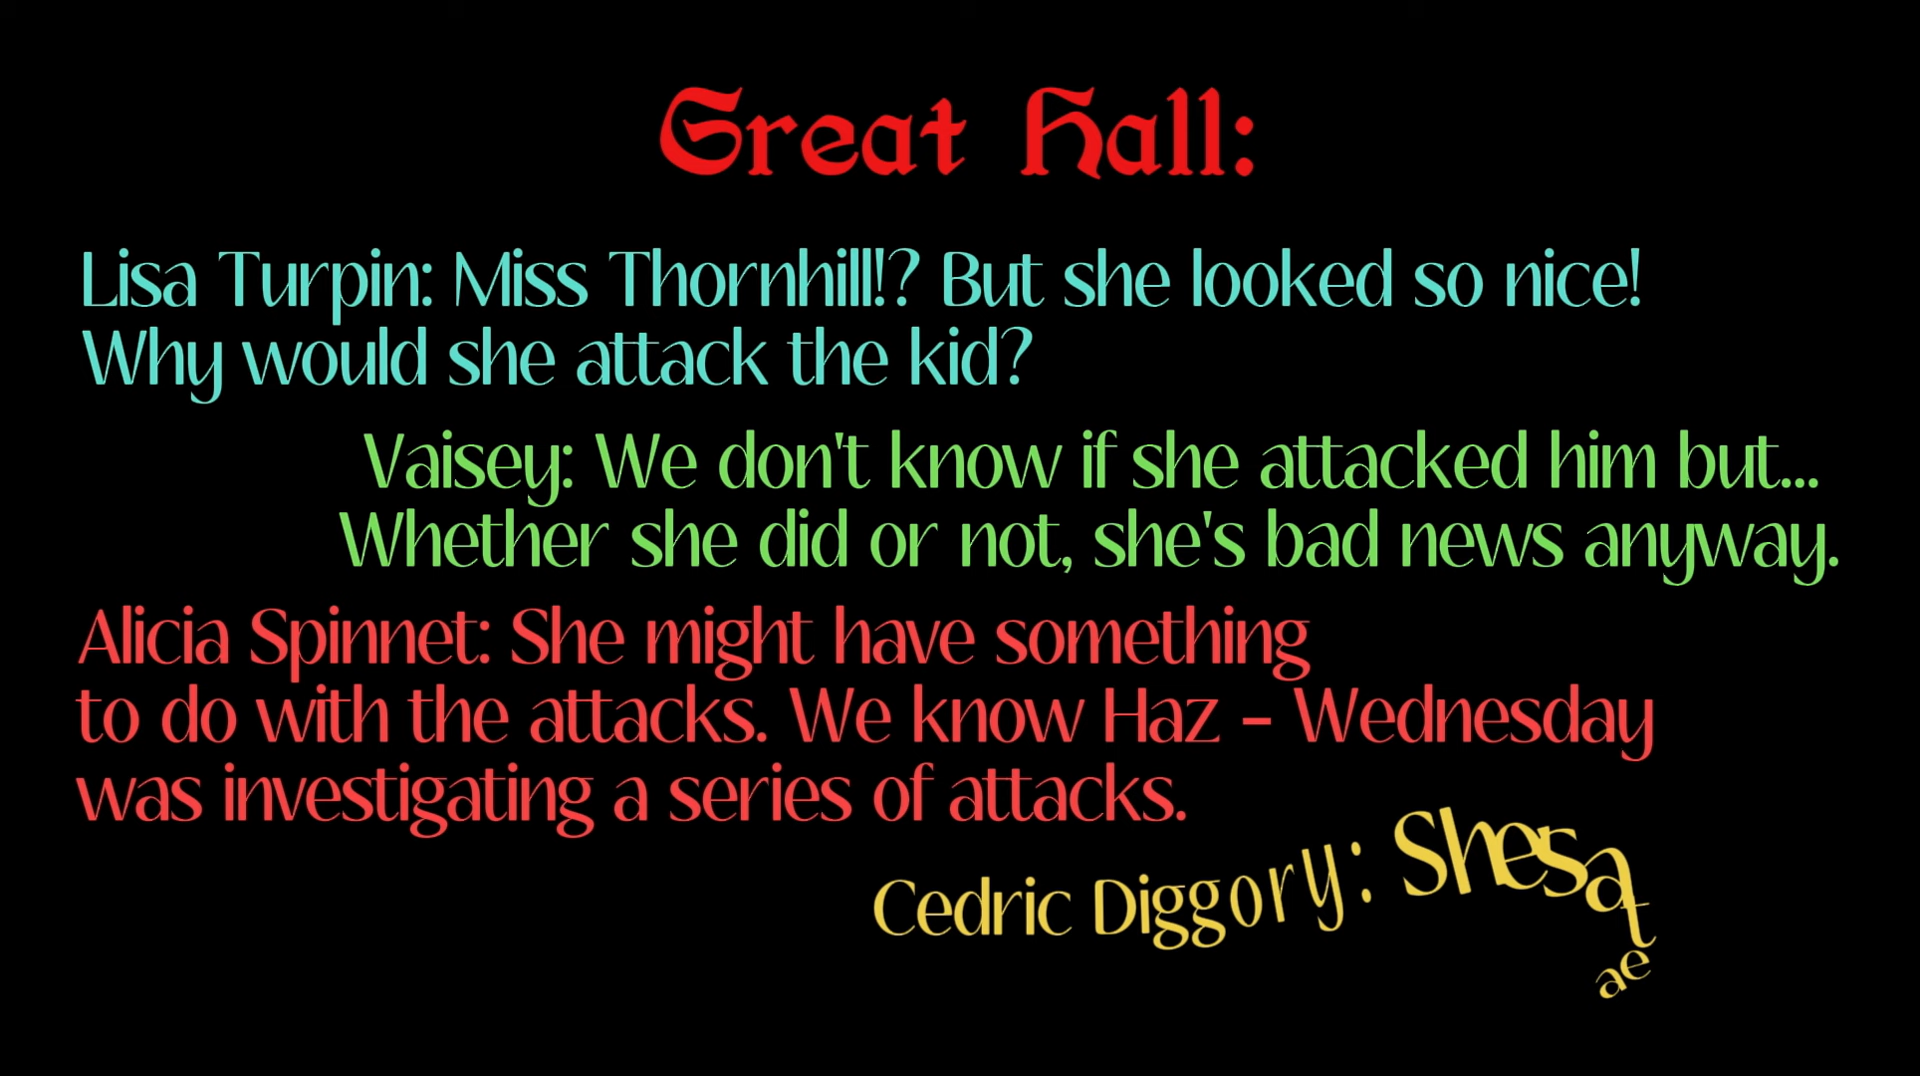 Great Hall:
Lisa Turpin: Miss Thornhill!? But she looked so nice!
Why would she attack the kid?
Vaisey: We don't know if she attacked him but...
Whether she did or not, she's bad news anyway.
Alicia Spinnet: She might have something
to do with the attacks. We know Haz - Wednesday
was investigating a series of attacks.
Cedric Diggory: Shesat
ae